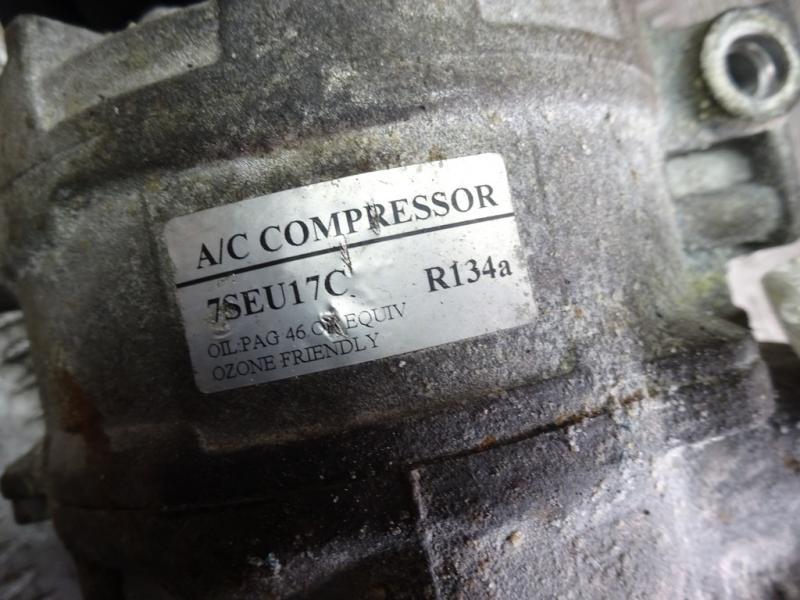 A/C COMPRESSOR
7SEU17C R134a
OIL:PAG 46 OR EQUIV
OZONE FRIENDLY